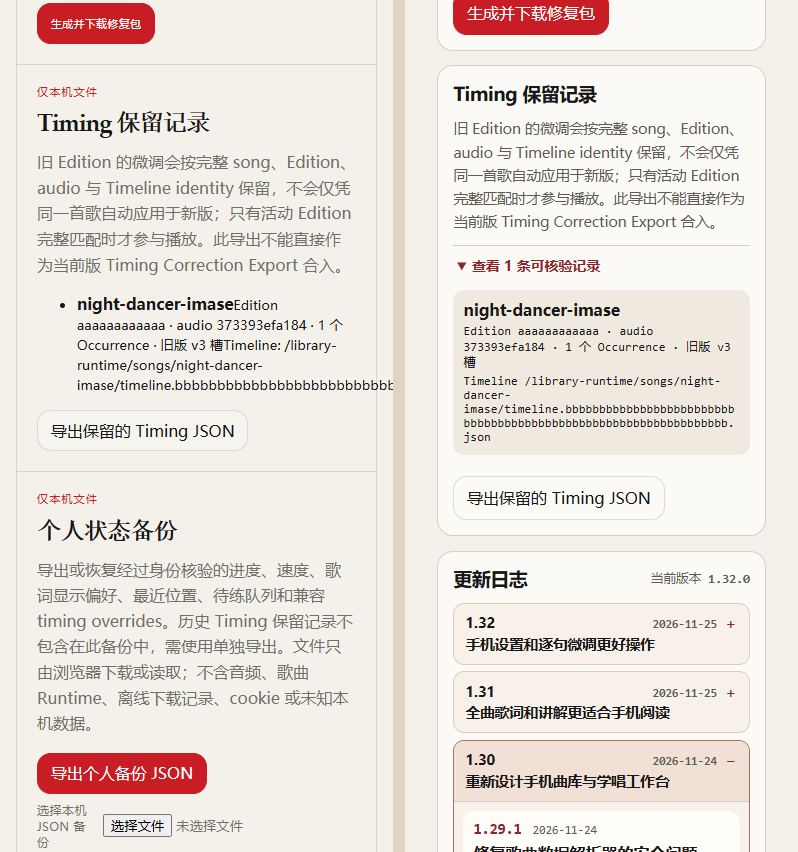 生成并下载修复包
仅本机文件
Timing 保留记录
旧 Edition 的微调会按完整 song、Edition、
audio 与 Timeline identity 保留，不会仅凭
同一首歌自动应用于新版；只有活动 Edition
完整匹配时才参与播放。此导出不能直接作
为当前版 Timing Correction Export 合入。
• night-dancer-imaseEdition
aaaaaaaaaaaa · audio 373393efa184 · 1 个
Occurrence · 旧版 v3 槽Timeline: /library-
runtime/songs/night-dancer-
imase/timeline.bbbbbbbbbbbbbbbbbbbbbbbbbb
导出保留的 Timing JSON
仅本机文件
个人状态备份
导出或恢复经过身份核验的进度、速度、歌
词显示偏好、最近位置、待练队列和兼容
timing overrides。历史 Timing 保留记录不
包含在此备份中，需使用单独导出。文件只
由浏览器下载或读取；不含音频、歌曲
Runtime、离线下载记录、cookie 或未知本
机数据。
导出个人备份 JSON
选择本机
JSON 备
份
选择文件 未选择文件
生成并下载修复包
Timing 保留记录
旧 Edition 的微调会按完整 song、Edition、
audio 与 Timeline identity 保留，不会仅凭
同一首歌自动应用于新版；只有活动 Edition
完整匹配时才参与播放。此导出不能直接作为
当前版 Timing Correction Export 合入。
▼ 查看 1 条可核验记录
night-dancer-imase
Edition aaaaaaaaaaaa · audio
373393efa184 · 1 个 Occurrence · 旧版 v3
槽
Timeline /library-runtime/songs/night-
dancer-
imase/timeline.bbbbbbbbbbbbbbbbbbbbbbbbb
bbbbbbbbbbbbbbbbbbbbbbbbbbbbbbbbbbbbbbb.
json
导出保留的 Timing JSON
更新日志 当前版本 1.32.0
1.32 2026-11-25 +
手机设置和逐句微调更好操作
1.31 2026-11-25 +
全曲歌词和讲解更适合手机阅读
1.30 2026-11-24 −
重新设计手机曲库与学唱工作台
1.29.1 2026-11-24
修复歌曲数据解析器的安全问题